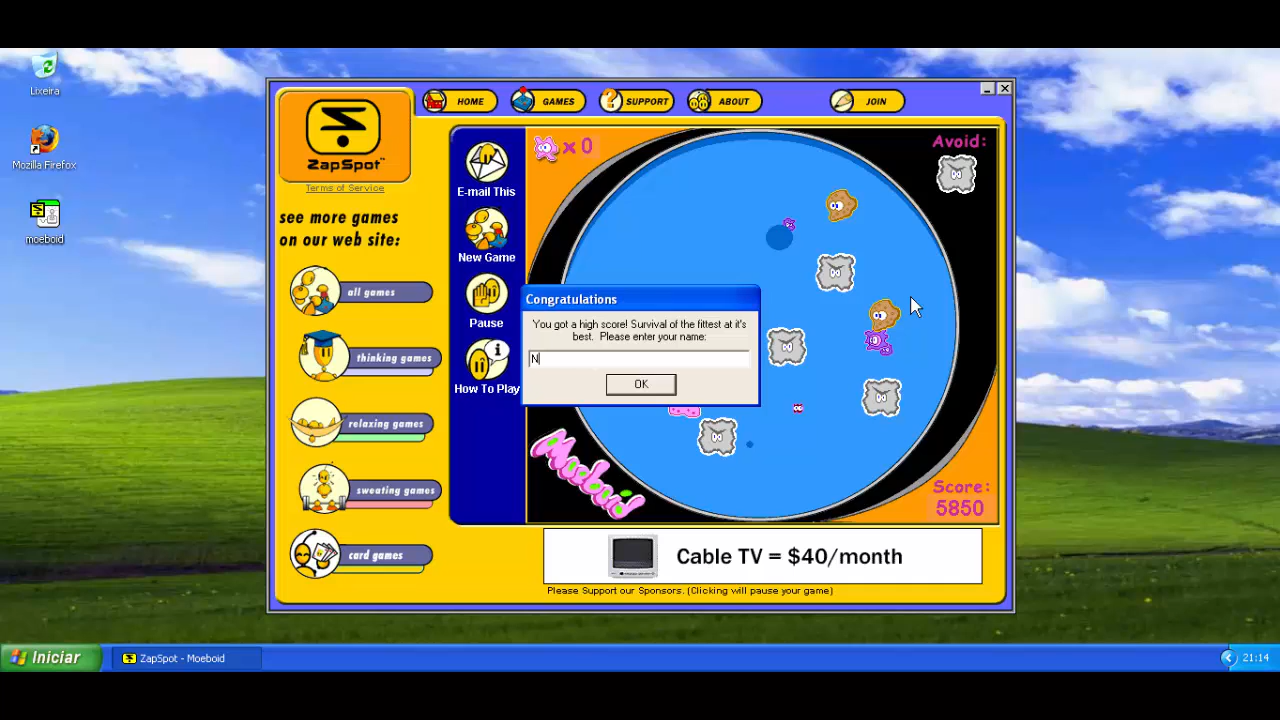 Lixeira
Mozilla Firefox
moeboid
HOME
GAMES
SUPPORT
ABOUT
JOIN
ZapSpot™
Terms of Service
see more games
on our web site:
all games
thinking games
relaxing games
sweating games
card games
E-mail This
New Game
Pause
How To Play
x 0
Avoid:
Congratulations
You got a high score! Survival of the fittest at it's
best. Please enter your name:
N
OK
Moeboid
Score:
5850
Cable TV = $40/month
Please Support our Sponsors. (Clicking will pause your game)
Iniciar
ZapSpot - Moeboid
21:14